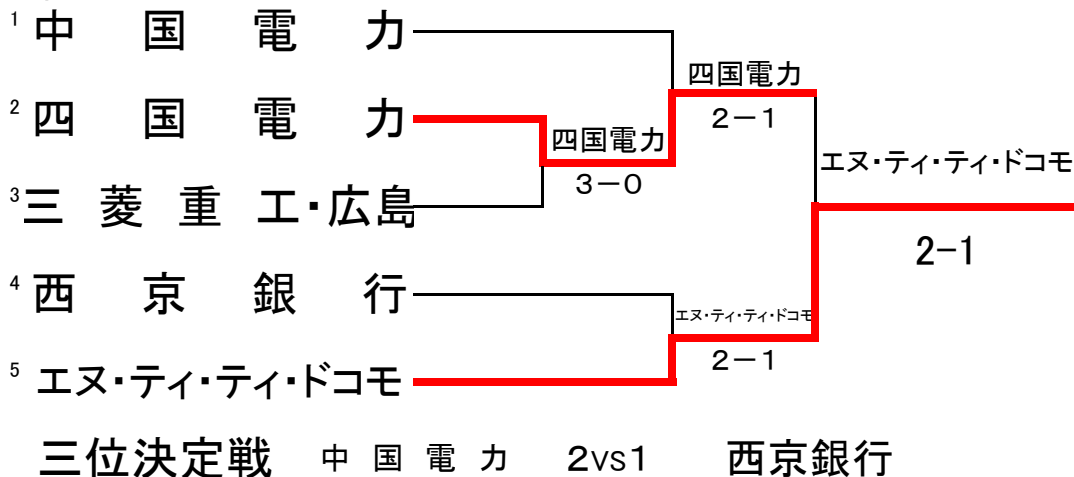 1 中国電力
四国電力
2-1
2 四国電力
四国電力
3-0
エヌ・ティ・ティ・ドコモ
2-1
3 三菱重工・広島
4 西京銀行
エヌ・ティ・ティ・ドコモ
2-1
5 エヌ・ティ・ティ・ドコモ
三位決定戦 中国電力 2VS1 西京銀行